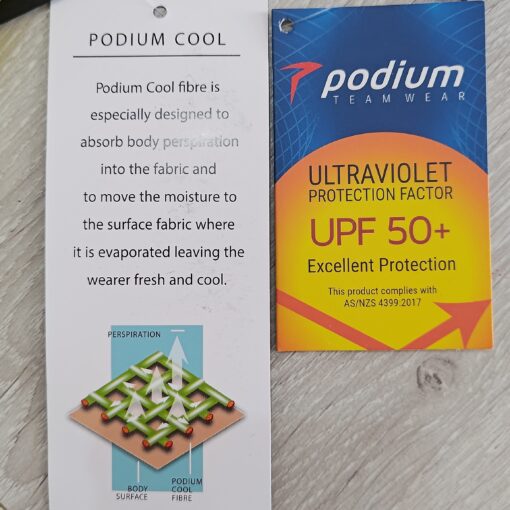 PODIUM COOL
Podium Cool fibre is
especially designed to
absorb body perspiration
into the fabric and
to move the moisture to
the surface fabric where
it is evaporated leaving the
wearer fresh and cool.
PERSPIRATION
BODY
SURFACE
PODIUM
COOL
FIBRE
podium
TEAMWEAR
ULTRAVIOLET
PROTECTION FACTOR
UPF 50+
Excellent Protection
This product complies with
AS/NZS 4399:2017